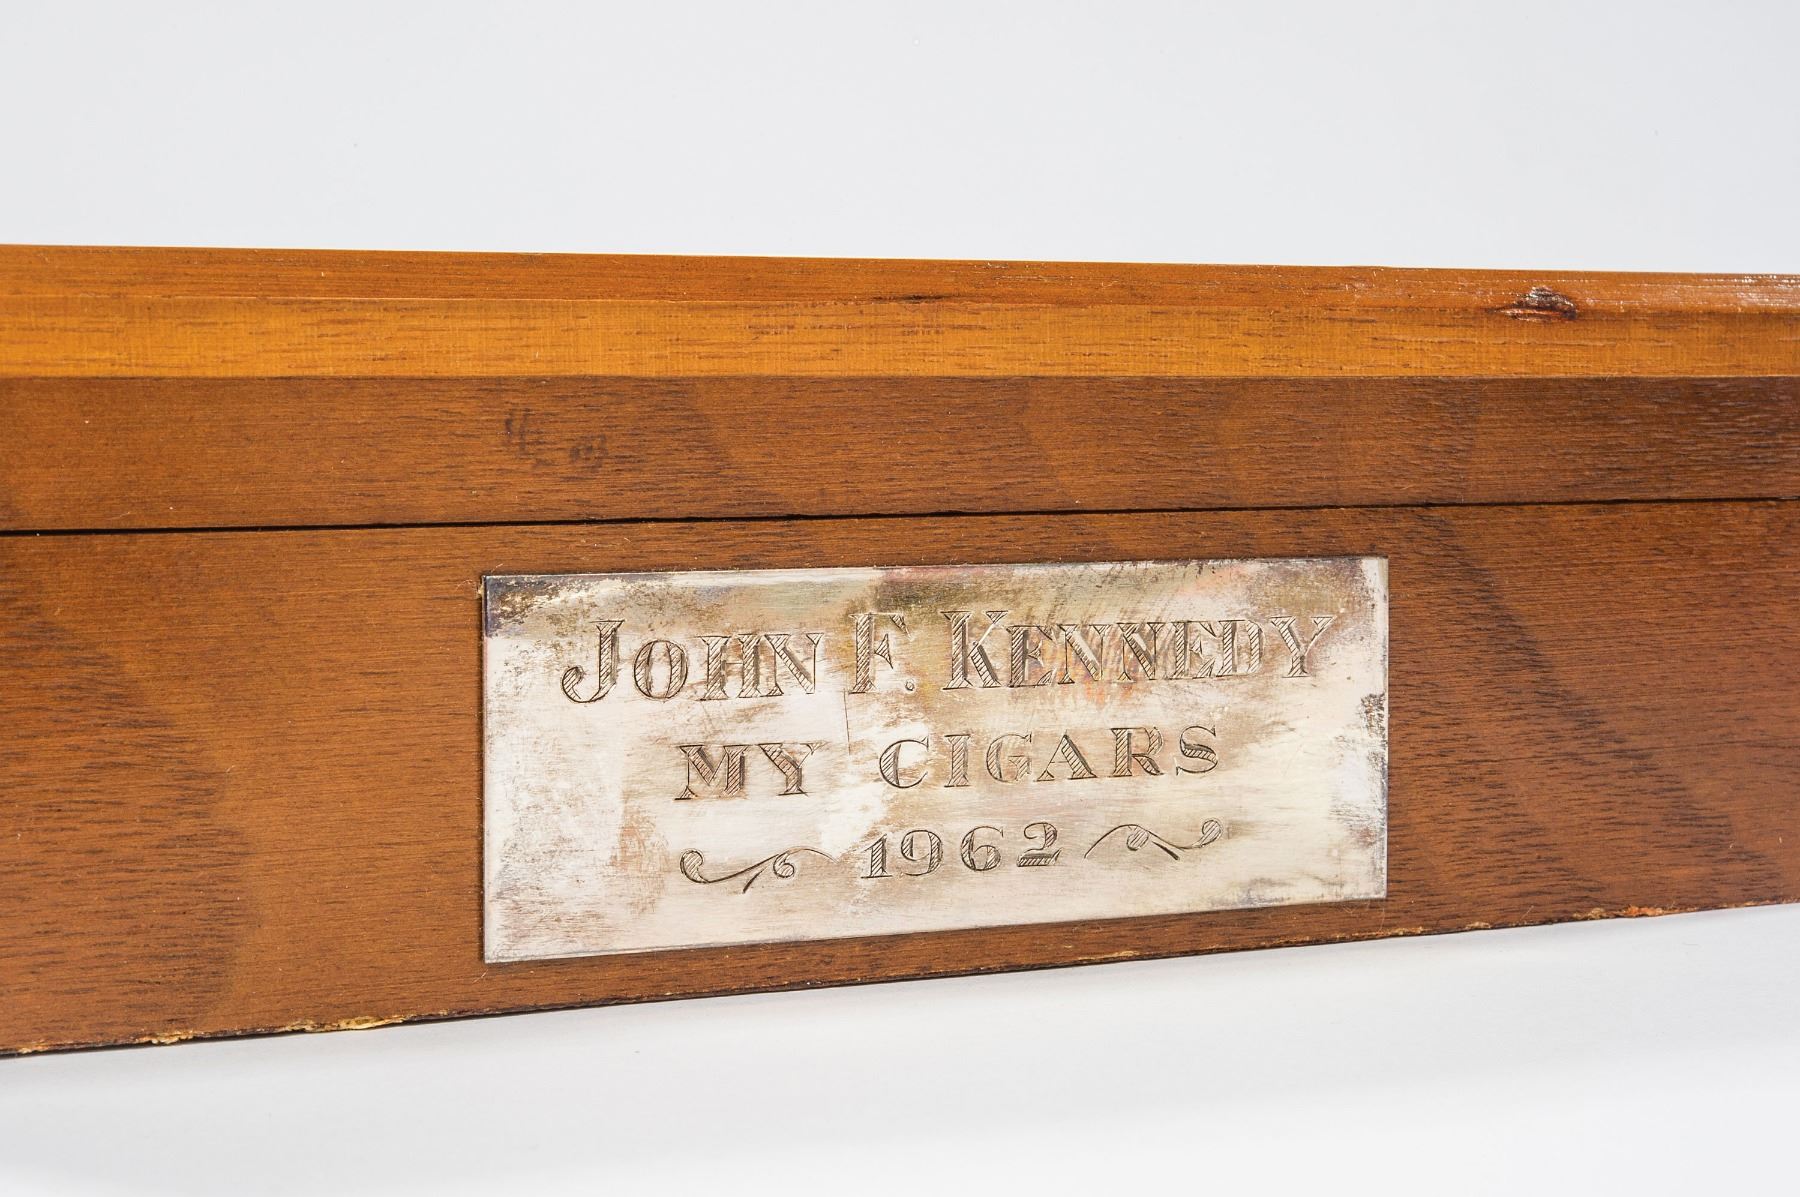 JOHN F. KENNEDY
MY CIGARS
1962